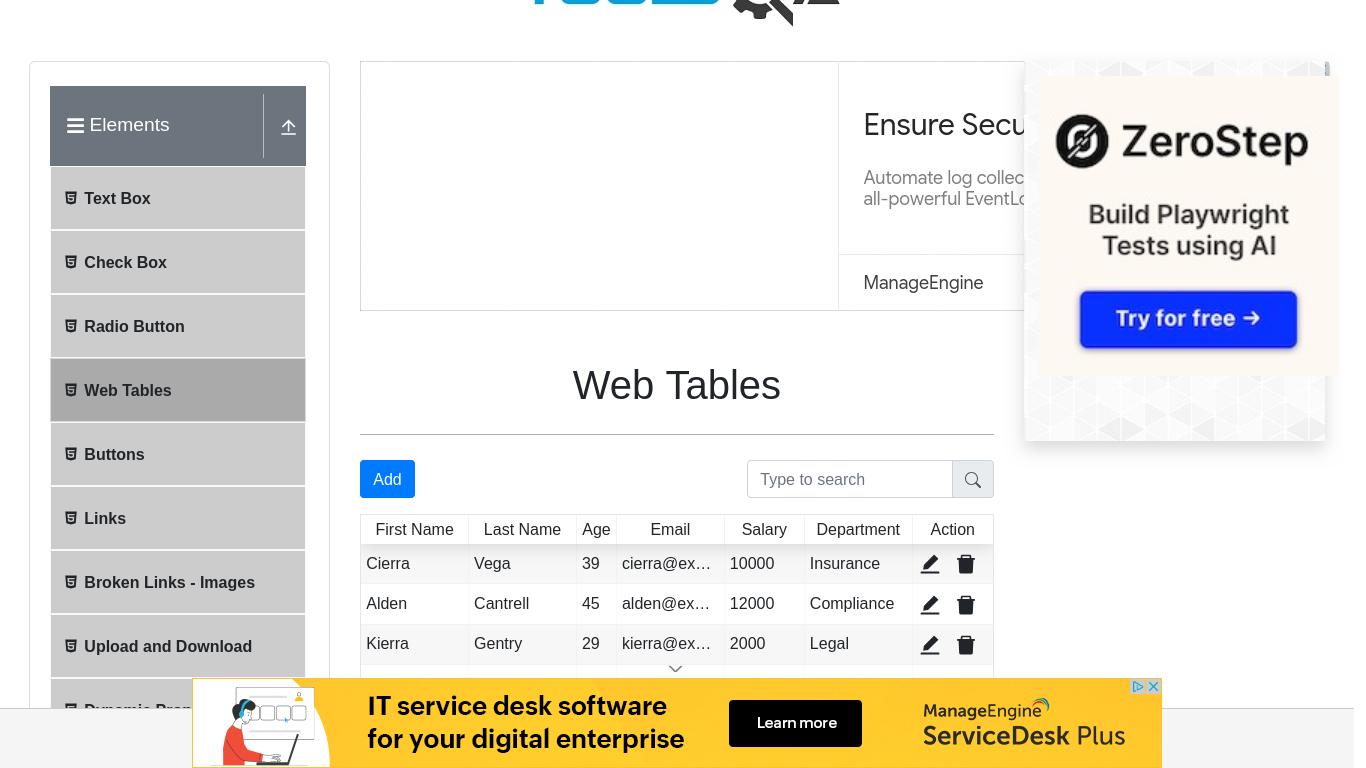 Elements
Text Box
Check Box
Radio Button
Web Tables
Buttons
Links
Broken Links - Images
Upload and Download
Ensure Secu
Automate log collec
all-powerful EventLo
ManageEngine
ZeroStep
Build Playwright
Tests using AI
Try for free →
Web Tables
Add
Type to search
First Name Last Name Age Email Salary Department Action
Cierra Vega 39 cierra@ex… 10000 Insurance
Alden Cantrell 45 alden@ex… 12000 Compliance
Kierra Gentry 29 kierra@ex… 2000 Legal
IT service desk software
for your digital enterprise
Learn more
ManageEngine
ServiceDesk Plus